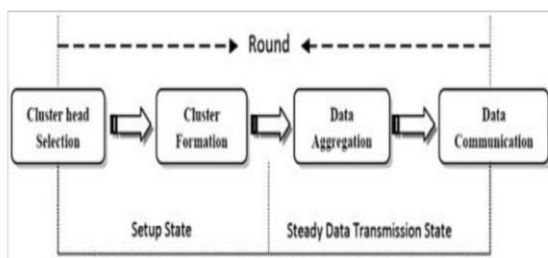 Round
Cluster head
Selection
Cluster
Formation
Data
Aggregation
Data
Communication
Setup State
Steady Data Transmission State